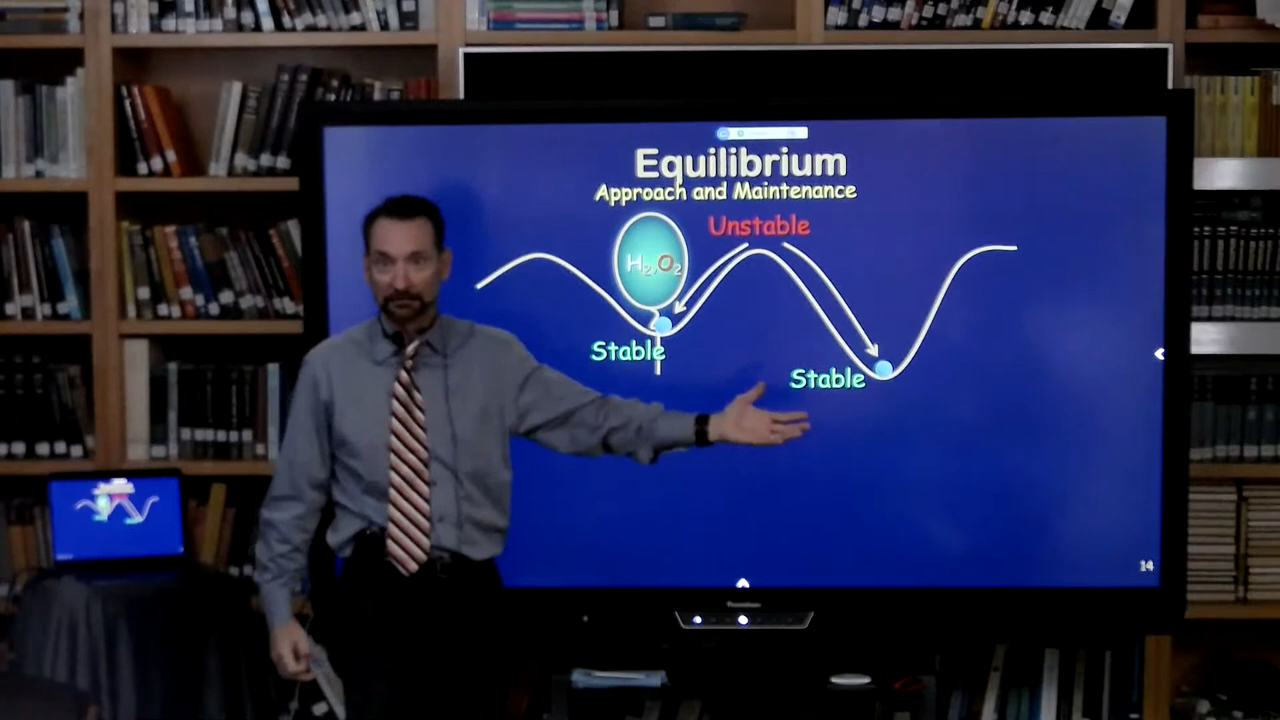 Equilibrium
Approach and Maintenance
Unstable
H₂,O₂
Stable
Stable
14